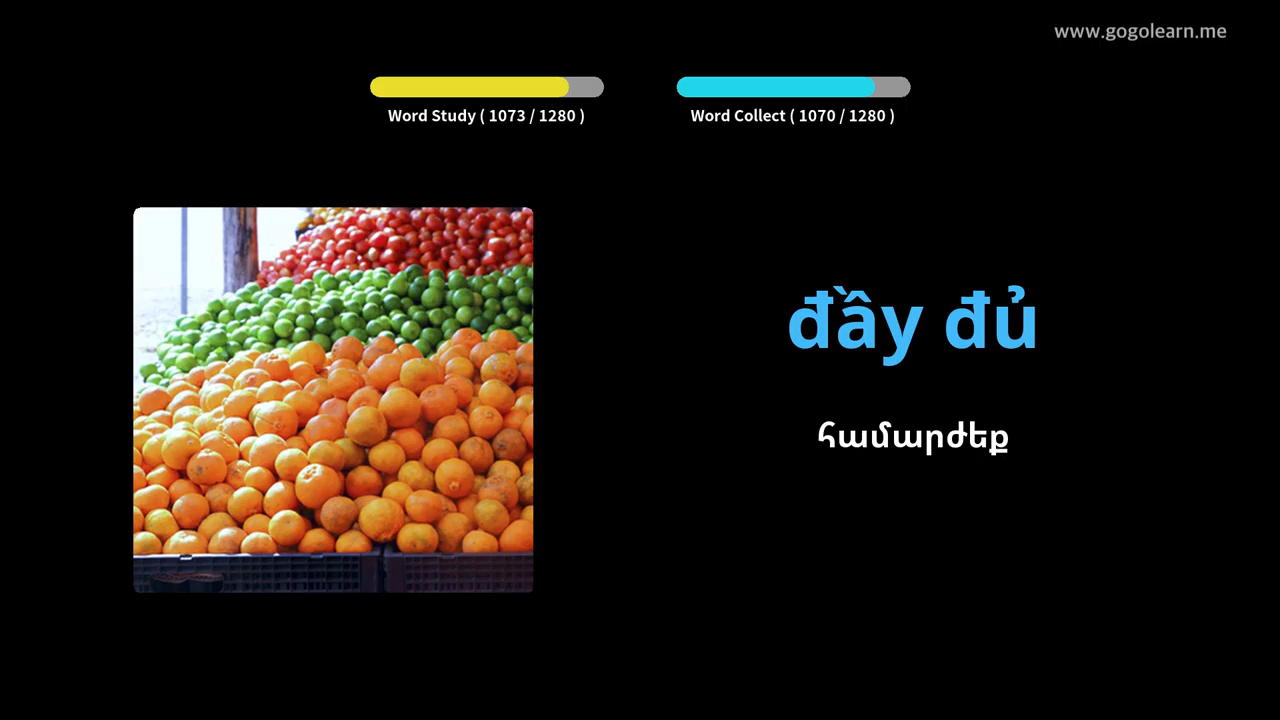 www.gogolearn.me
Word Study ( 1073 / 1280 )
Word Collect ( 1070 / 1280 )
đầy đủ
համարժեք